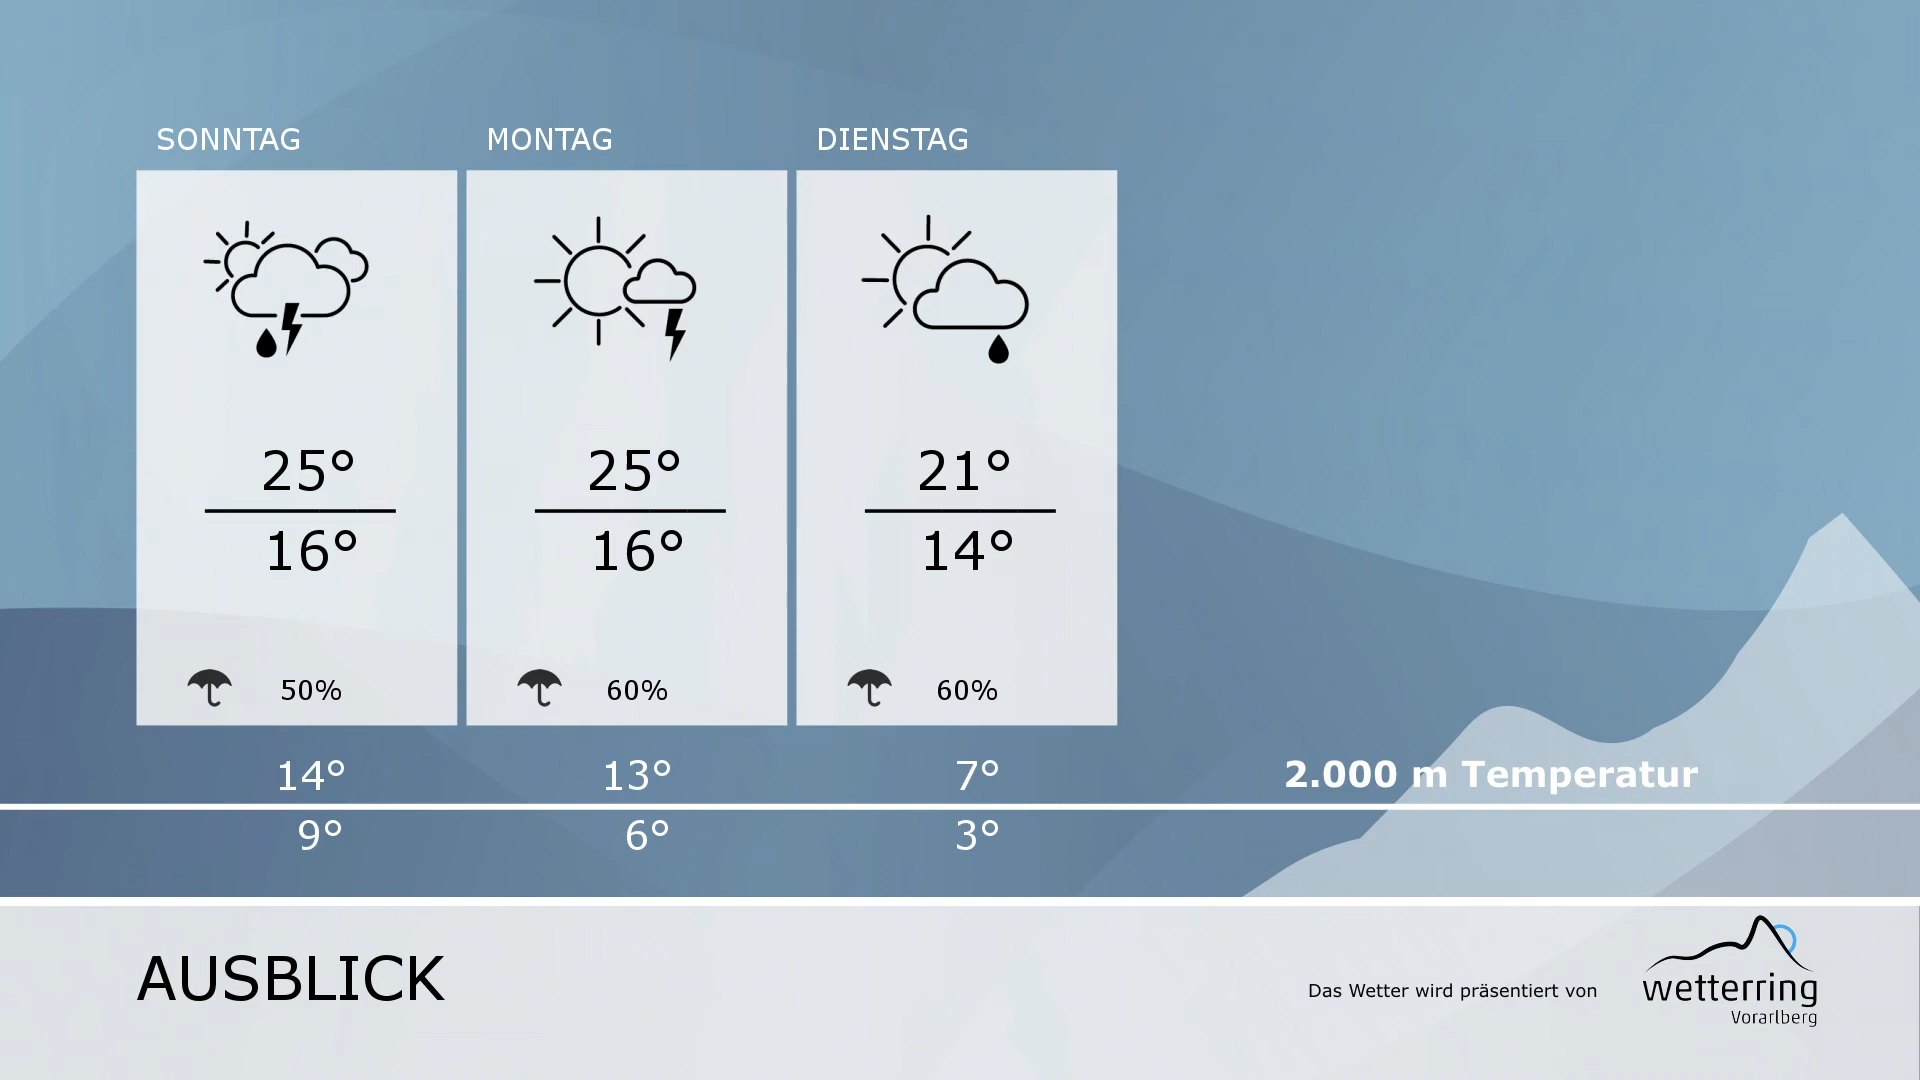 SONNTAG MONTAG DIENSTAG
25° 25° 21°
16° 16° 14°
50% 60% 60%
14° 13° 7° 2.000 m Temperatur
9° 6° 3°
AUSBLICK
Das Wetter wird präsentiert von
wetterring
Vorarlberg